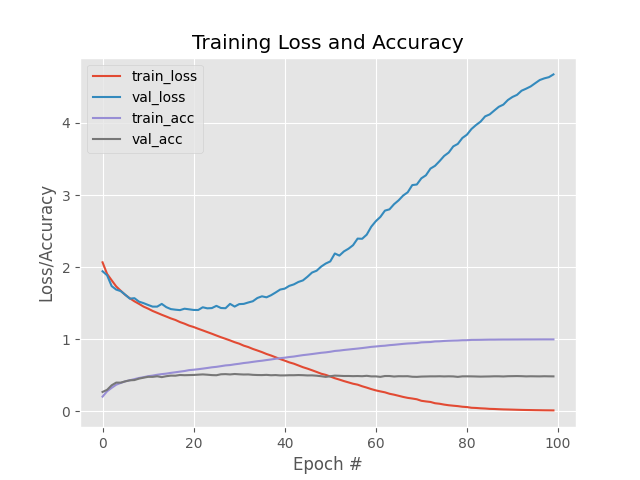 Training Loss and Accuracy
train_loss
val_loss
train_acc
val_acc
Loss/Accuracy
4
3
2
1
0
0 20 40 60 80 100
Epoch #